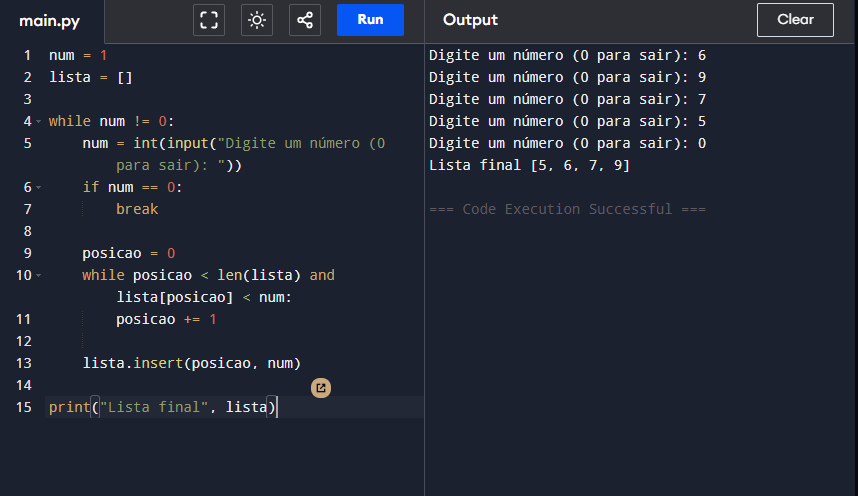 main.py
Run
1 num = 1
2 lista = []
3
4 while num != 0:
5     num = int(input("Digite um número (0
        para sair): "))
6     if num == 0:
7         break
8
9     posicao = 0
10     while posicao < len(lista) and
        lista[posicao] < num:
11         posicao += 1
12
13     lista.insert(posicao, num)
14
15 print("Lista final", lista)
Output
Clear
Digite um número (0 para sair): 6
Digite um número (0 para sair): 9
Digite um número (0 para sair): 7
Digite um número (0 para sair): 5
Digite um número (0 para sair): 0
Lista final [5, 6, 7, 9]
=== Code Execution Successful ===